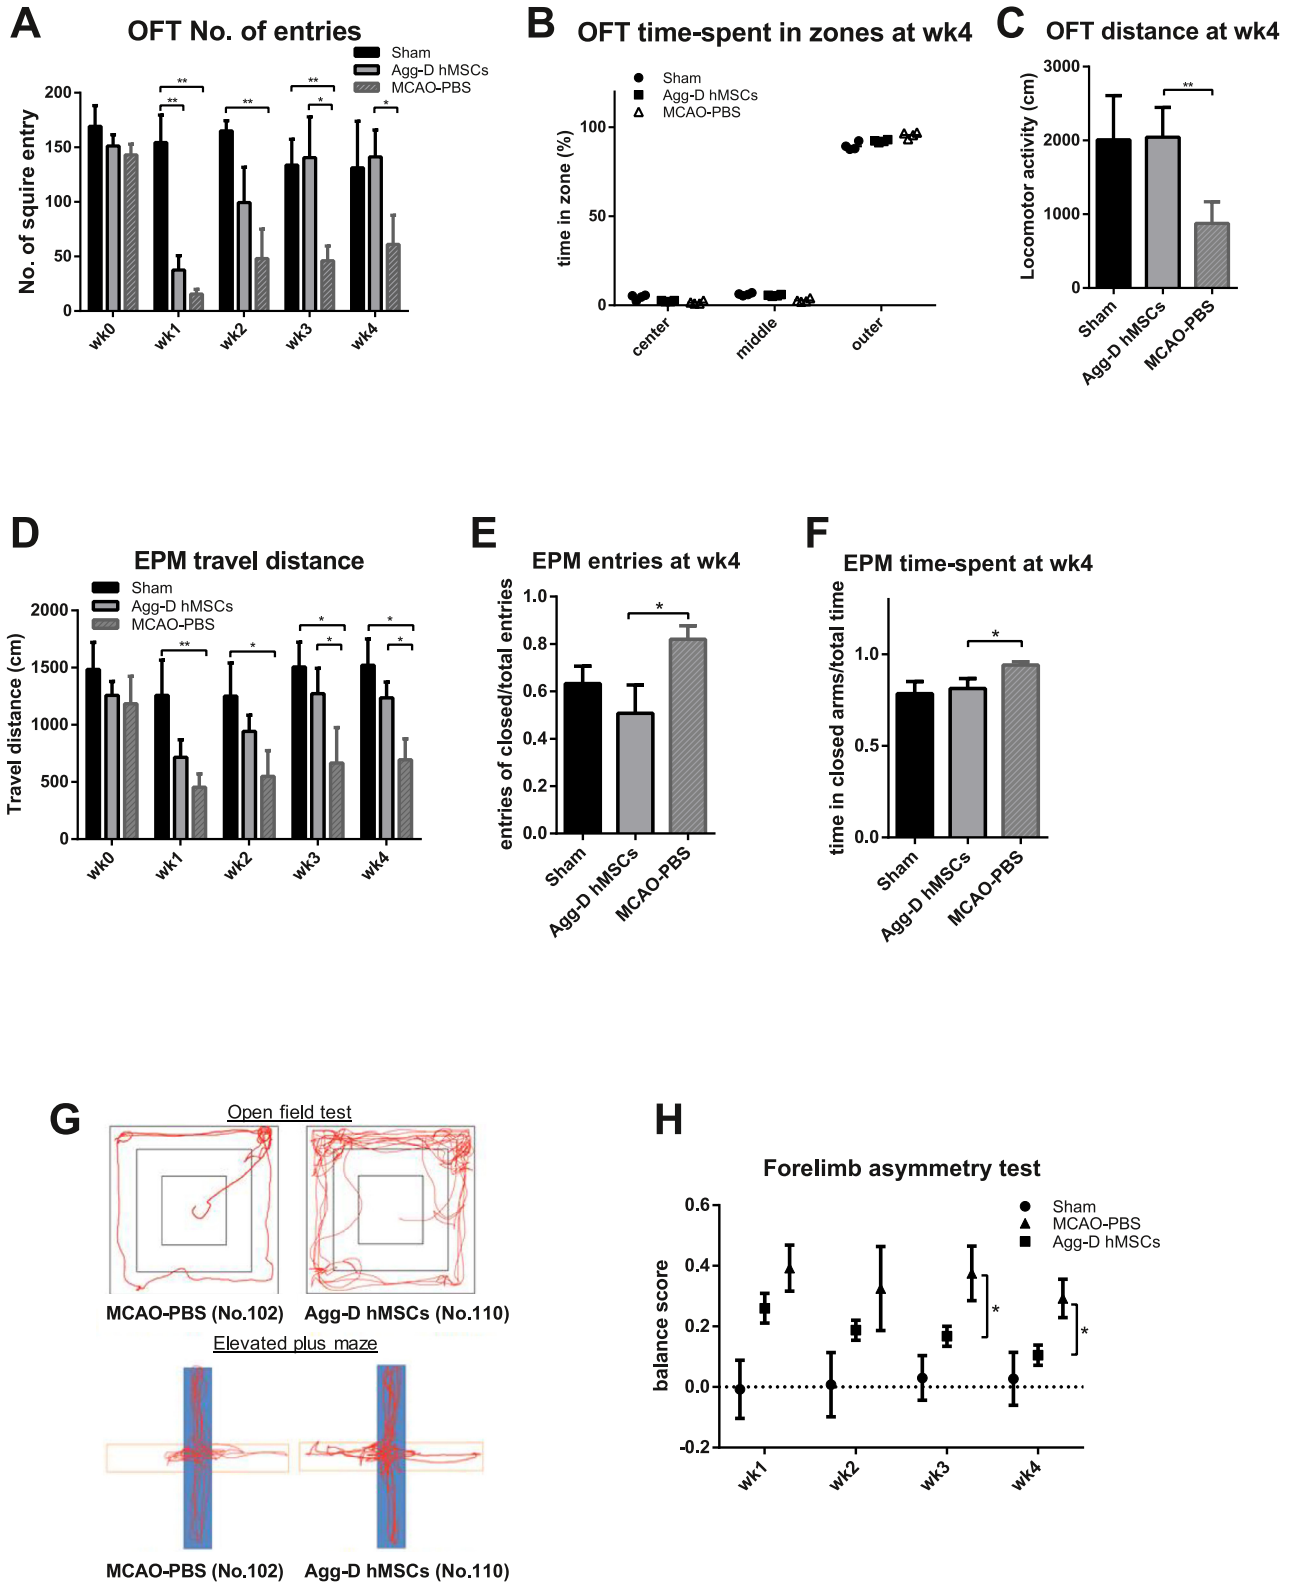 A
OFT No. of entries
Sham
Agg-D hMSCs
MCAO-PBS
No. of squire entry
200
150
100
50
0
** ** ** ** * *
wk0 wk1 wk2 wk3 wk4
B
OFT time-spent in zones at wk4
Sham
Agg-D hMSCs
MCAO-PBS
time in zone (%)
100
50
0
center middle outer
C
OFT distance at wk4
Locomotor activity (cm)
3000
2000
1000
0
**
Sham Agg-D hMSCs MCAO-PBS
D
EPM travel distance
Sham
Agg-D hMSCs
MCAO-PBS
Travel distance (cm)
2000
1500
1000
500
0
** * * * * *
wk0 wk1 wk2 wk3 wk4
E
EPM entries at wk4
entries of closed/total entries
1.0
0.8
0.6
0.4
0.2
0.0
*
Sham Agg-D hMSCs MCAO-PBS
F
EPM time-spent at wk4
time in closed arms/total time
1.0
0.5
0.0
*
Sham Agg-D hMSCs MCAO-PBS
G
Open field test
MCAO-PBS (No.102) Agg-D hMSCs (No.110)
Elevated plus maze
MCAO-PBS (No.102) Agg-D hMSCs (No.110)
H
Forelimb asymmetry test
Sham
MCAO-PBS
Agg-D hMSCs
balance score
0.6
0.4
0.2
0.0
-0.2
* *
wk1 wk2 wk3 wk4